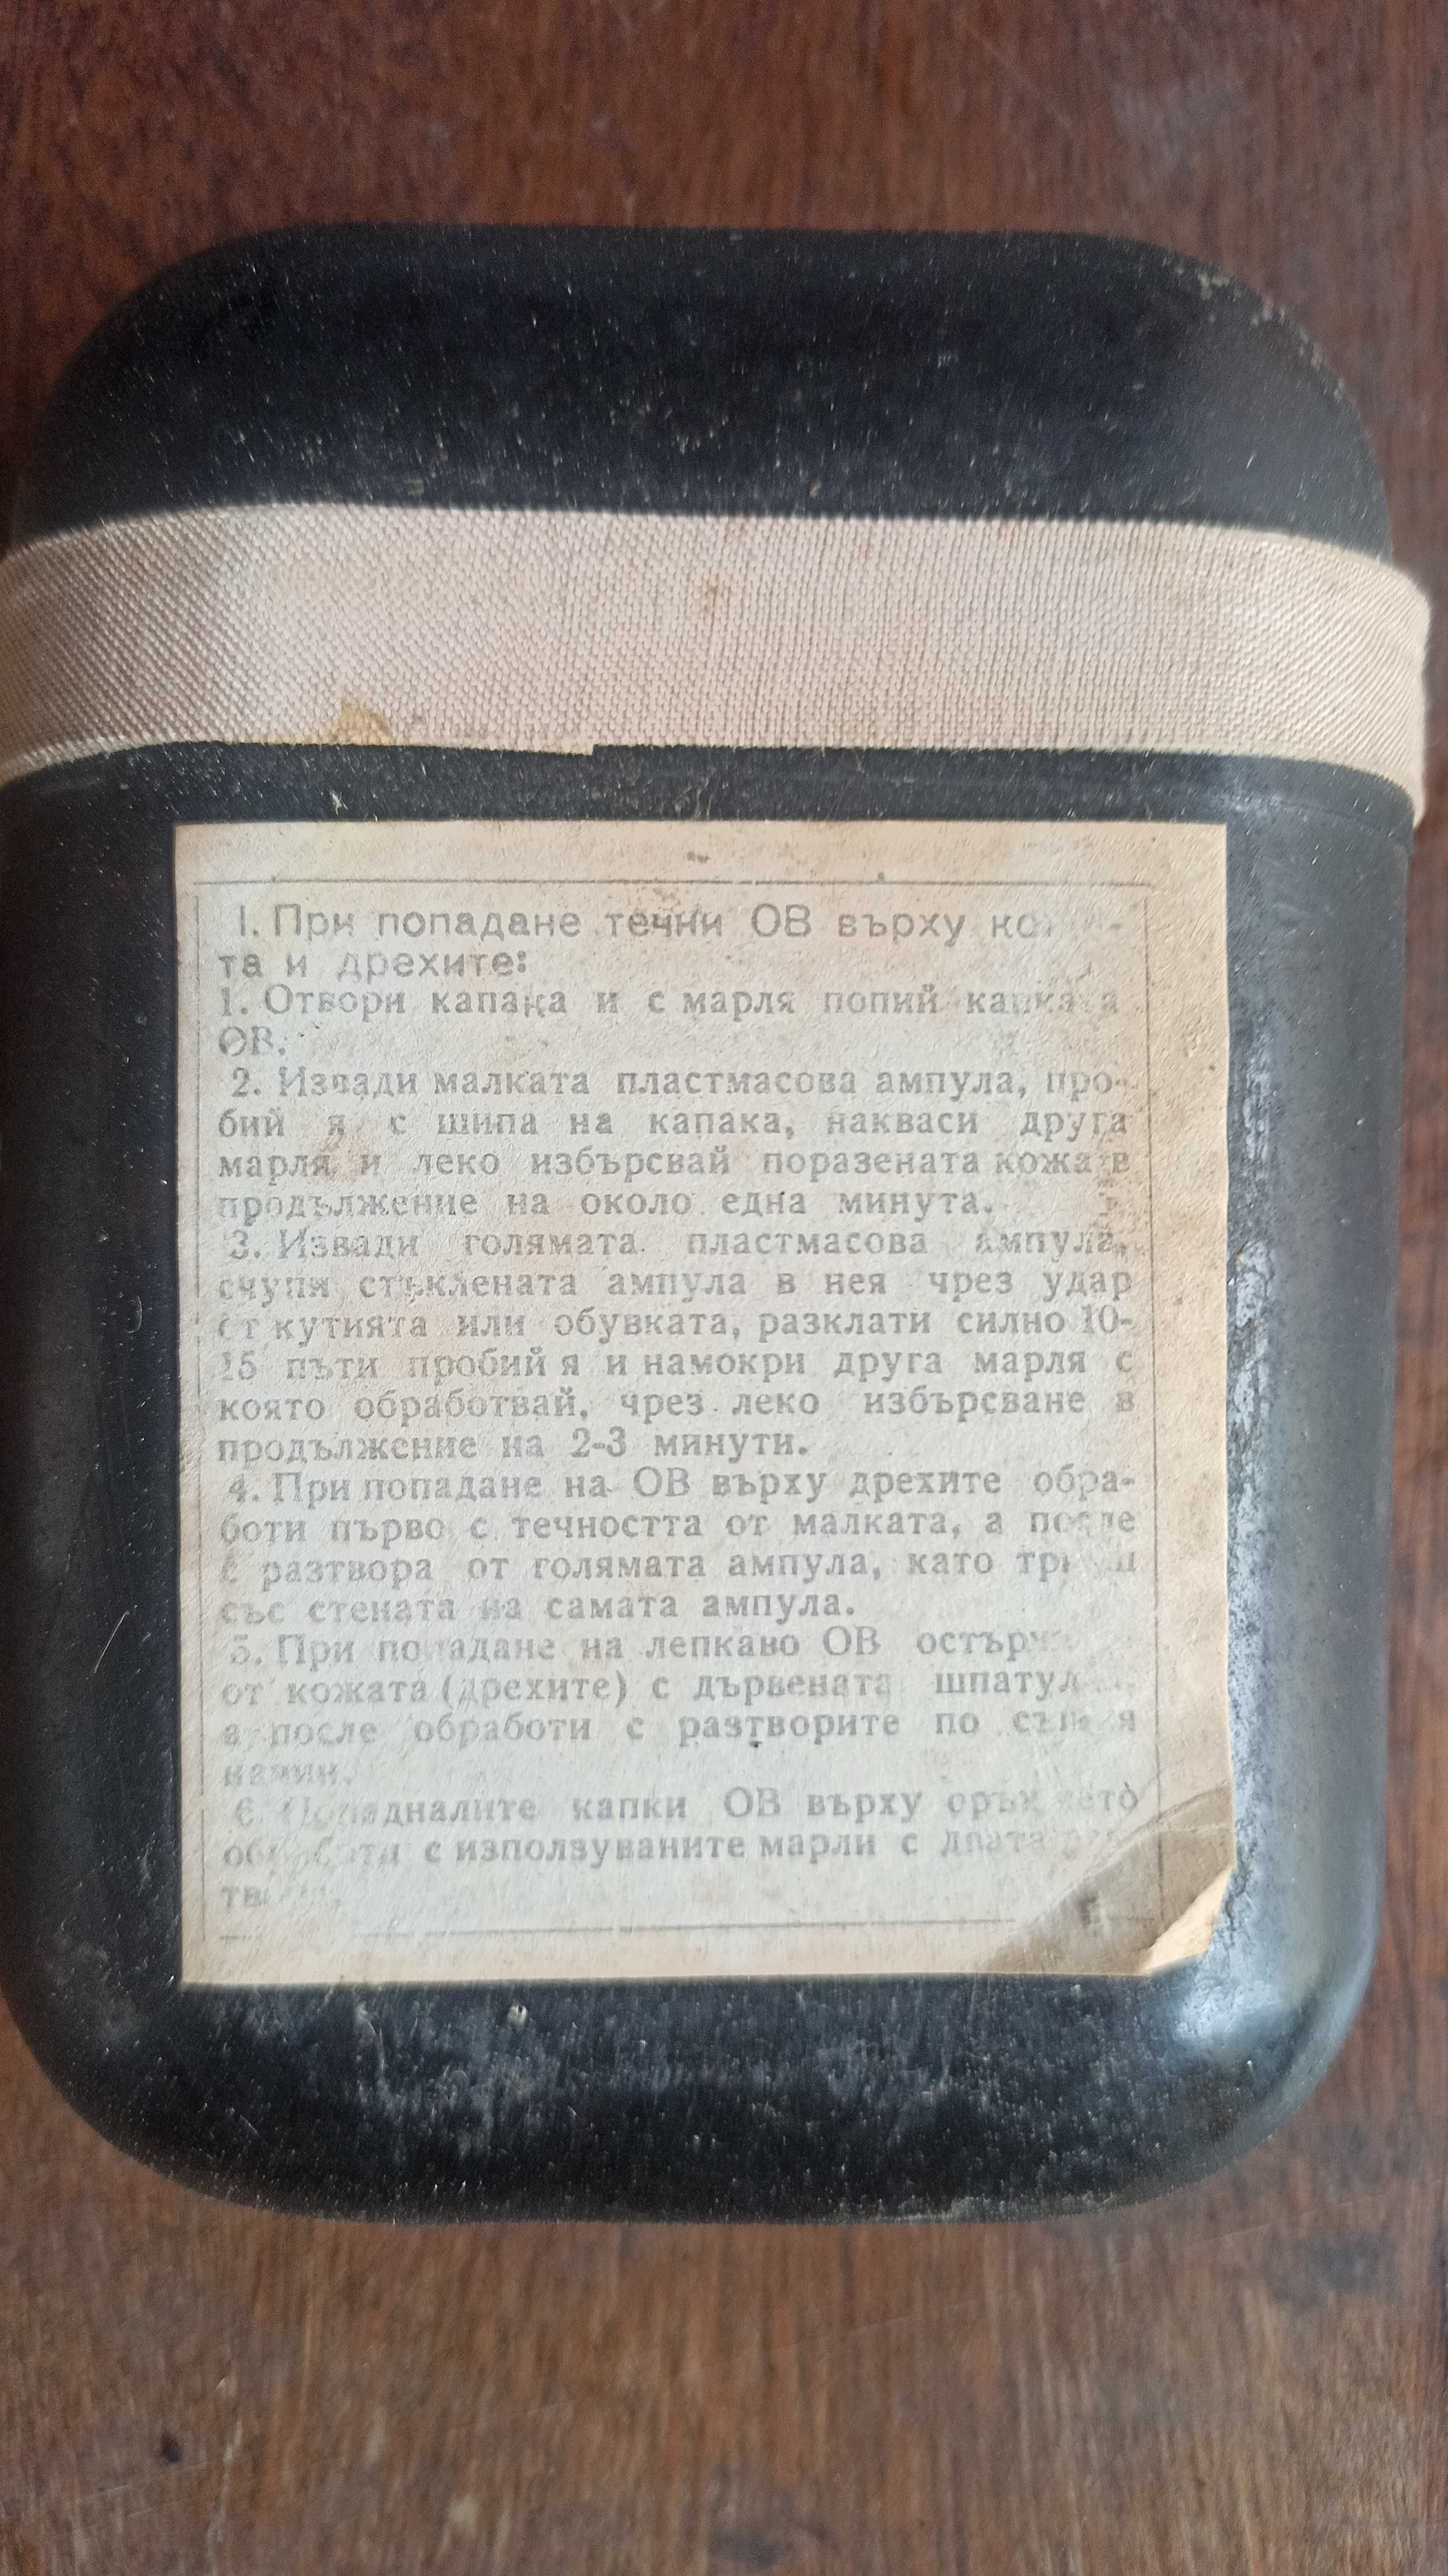 I. При попадане течни ОВ върху
та и дрехите:
1. Отвори капака и с марля попий капката
ОВ.
2. Извади малката пластмасова ампула, про-
бий я с шипа на капака, накваси друга
марля и леко избърсвай поразената кожа в
продължение на около една минута.
3. Извади голямата пластмасова ампула,
счупи стъклената ампула в нея чрез удар
от кутията или обувката, разклати силно 10-
15 пъти пробий я и намокри друга марля с
която обработвай, чрез леко избърсване в
продължение на 2-3 минути.
4. При попадане на ОВ върху дрехите обра-
боти първо с течността от малката, а после
с разтвора от голямата ампула, като
със стената на самата ампула.
5. При попадане на лепкаво ОВ
от кожата (дрехите) с дървената
а после обработи с разтворите по същия
начин.
6. Попадналите капки ОВ върху оръжието
обработи с използуваните марли с двата